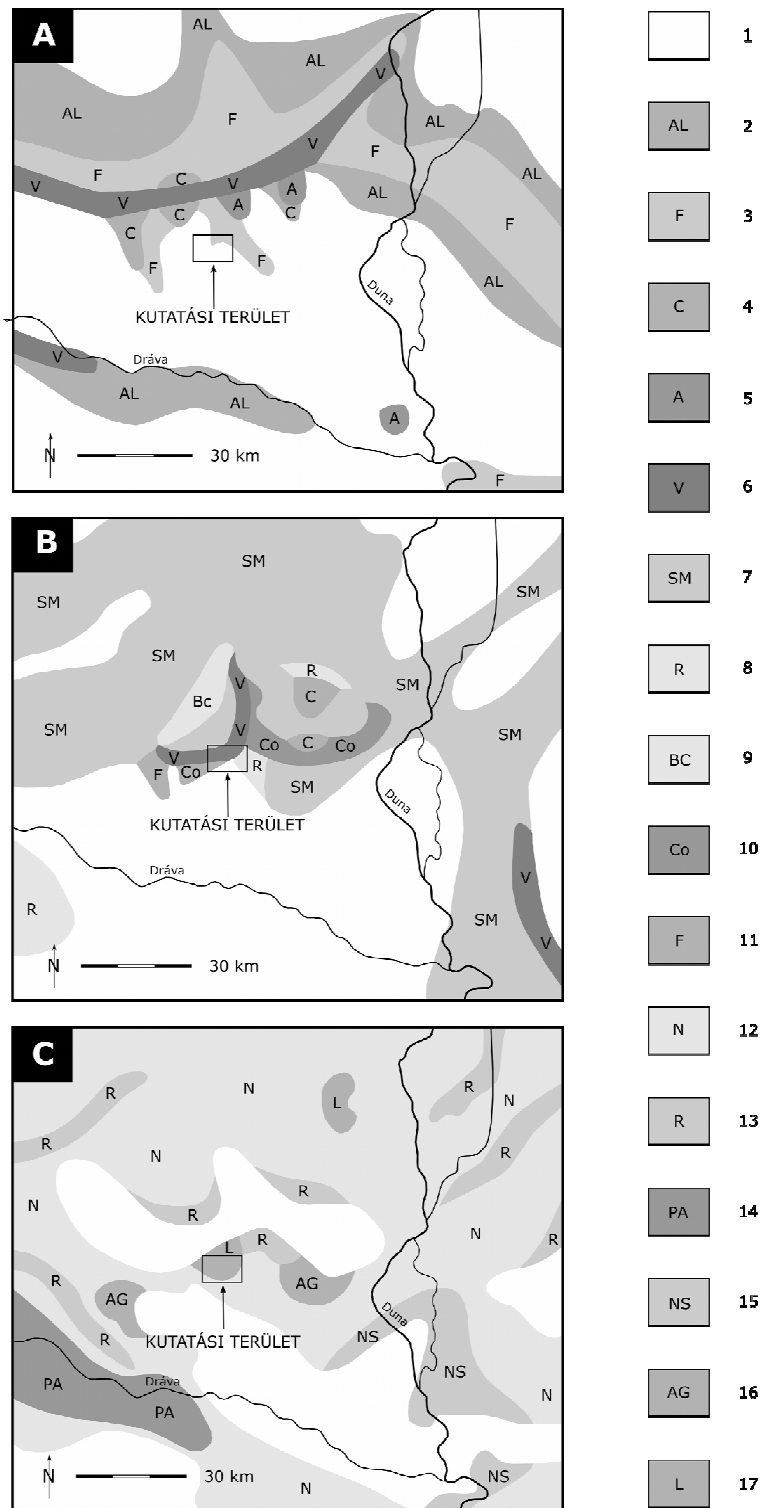 A
AL
AL
AL
V
AL
F
F
AL
F
C
V
V
V
A
AL
V
C
A
C
F
C
F
F
AL
Duna
KUTATÁSI TERÜLET
V
Dráva
AL
AL
A
N
30 km
F
B
SM
SM
SM
SM
R
V
SM
Bc
C
SM
V
Co
C
Co
SM
V
F
Co
R
SM
Duna
KUTATÁSI TERÜLET
Dráva
V
R
SM
V
N
30 km
C
R
N
L
R
N
R
N
R
R
N
R
R
N
L
R
R
R
AG
AG
Duna
R
KUTATÁSI TERÜLET
NS
NS
PA
Dráva
PA
N
N
30 km
N
NS
1
AL 2
F 3
C 4
A 5
V 6
SM 7
R 8
BC 9
Co 10
F 11
N 12
R 13
PA 14
NS 15
AG 16
L 17